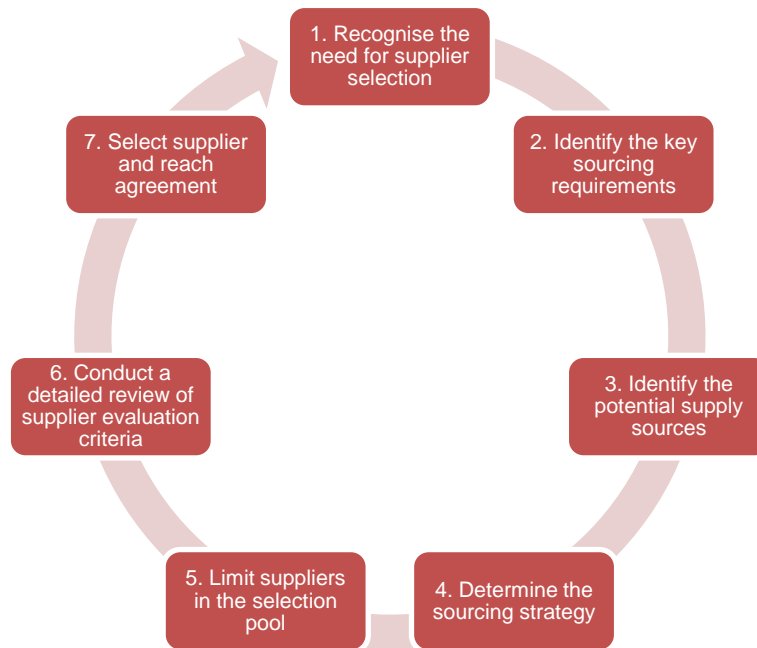 1. Recognise the
need for supplier
selection
2. Identify the key
sourcing
requirements
3. Identify the
potential supply
sources
4. Determine the
sourcing strategy
5. Limit suppliers
in the selection
pool
6. Conduct a
detailed review of
supplier evaluation
criteria
7. Select supplier
and reach
agreement